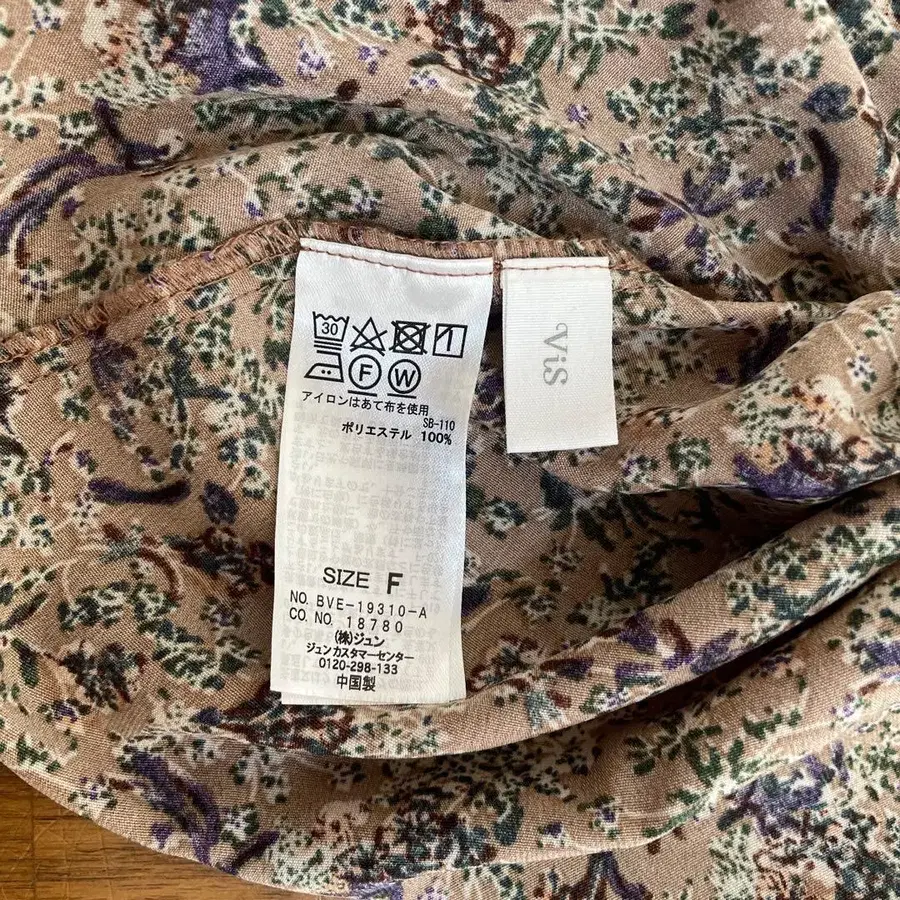 30
F W
アイロンはあて布を使用
SB-110
ポリエステル 100%
SIZE F
NO. BVE-19310-A
CO. NO. 18780
(株)ジュン
ジュンカスタマーセンター
0120-298-133
中国製
ViS